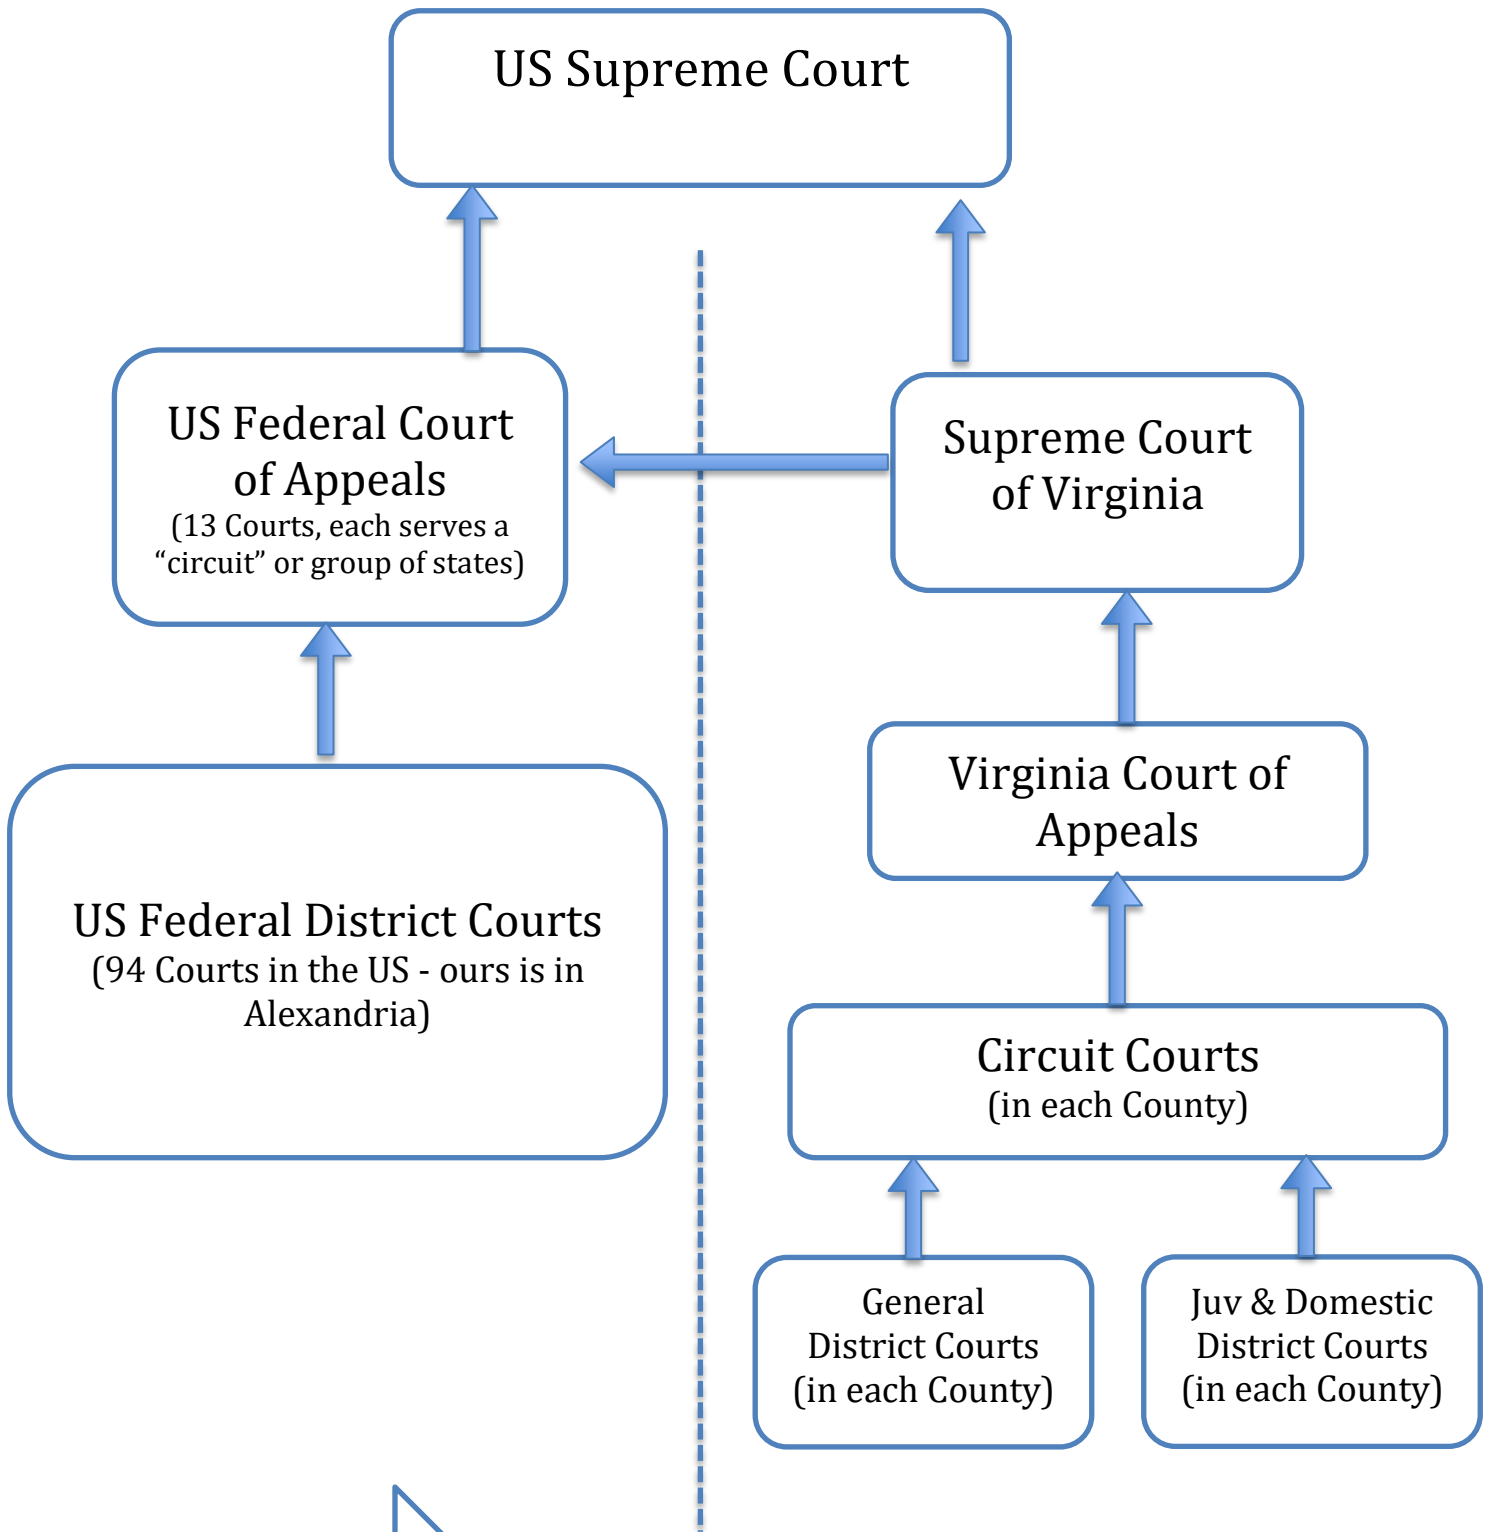 US Supreme Court
US Federal Court
of Appeals
(13 Courts, each serves a
“circuit” or group of states)
Supreme Court
of Virginia
Virginia Court of
Appeals
US Federal District Courts
(94 Courts in the US - ours is in
Alexandria)
Circuit Courts
(in each County)
General
District Courts
(in each County)
Juv & Domestic
District Courts
(in each County)